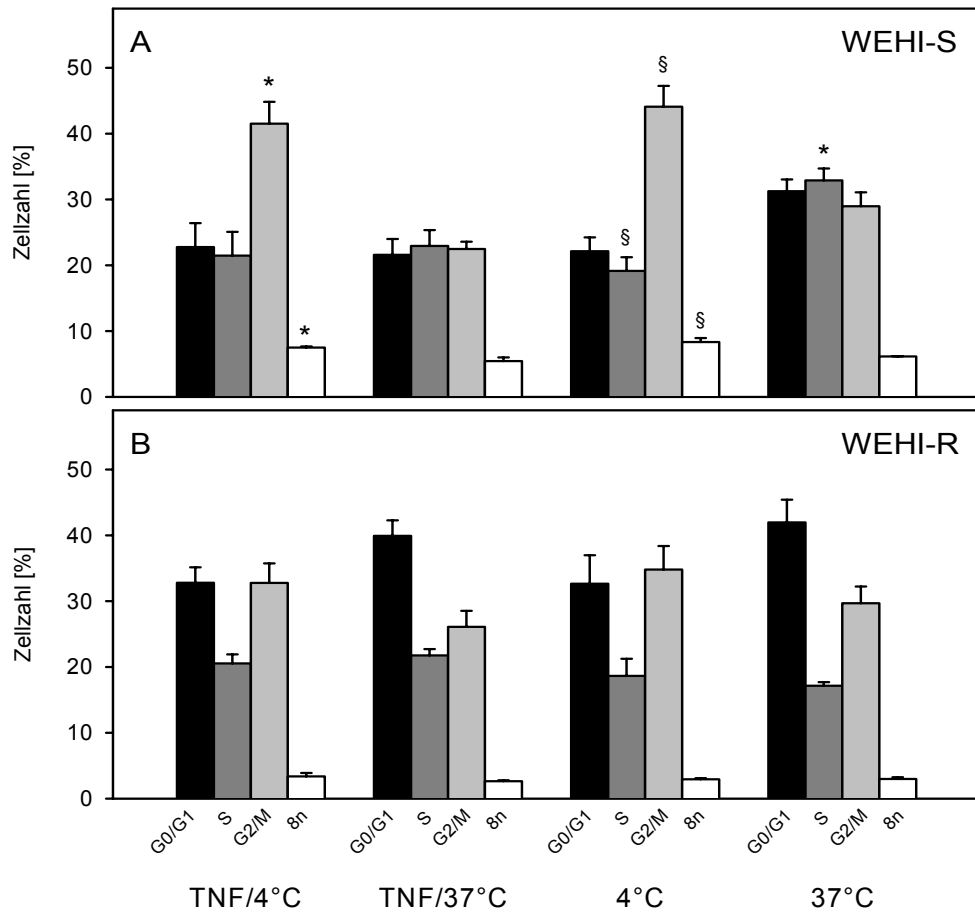 A
WEHI-S
Zellzahl [%]
50
40
30
20
10
0
*
*
§
§
§
*
B
WEHI-R
Zellzahl [%]
50
40
30
20
10
0
G0/G1 S G2/M 8n G0/G1 S G2/M 8n G0/G1 S G2/M 8n G0/G1 S G2/M 8n
TNF/4°C TNF/37°C 4°C 37°C